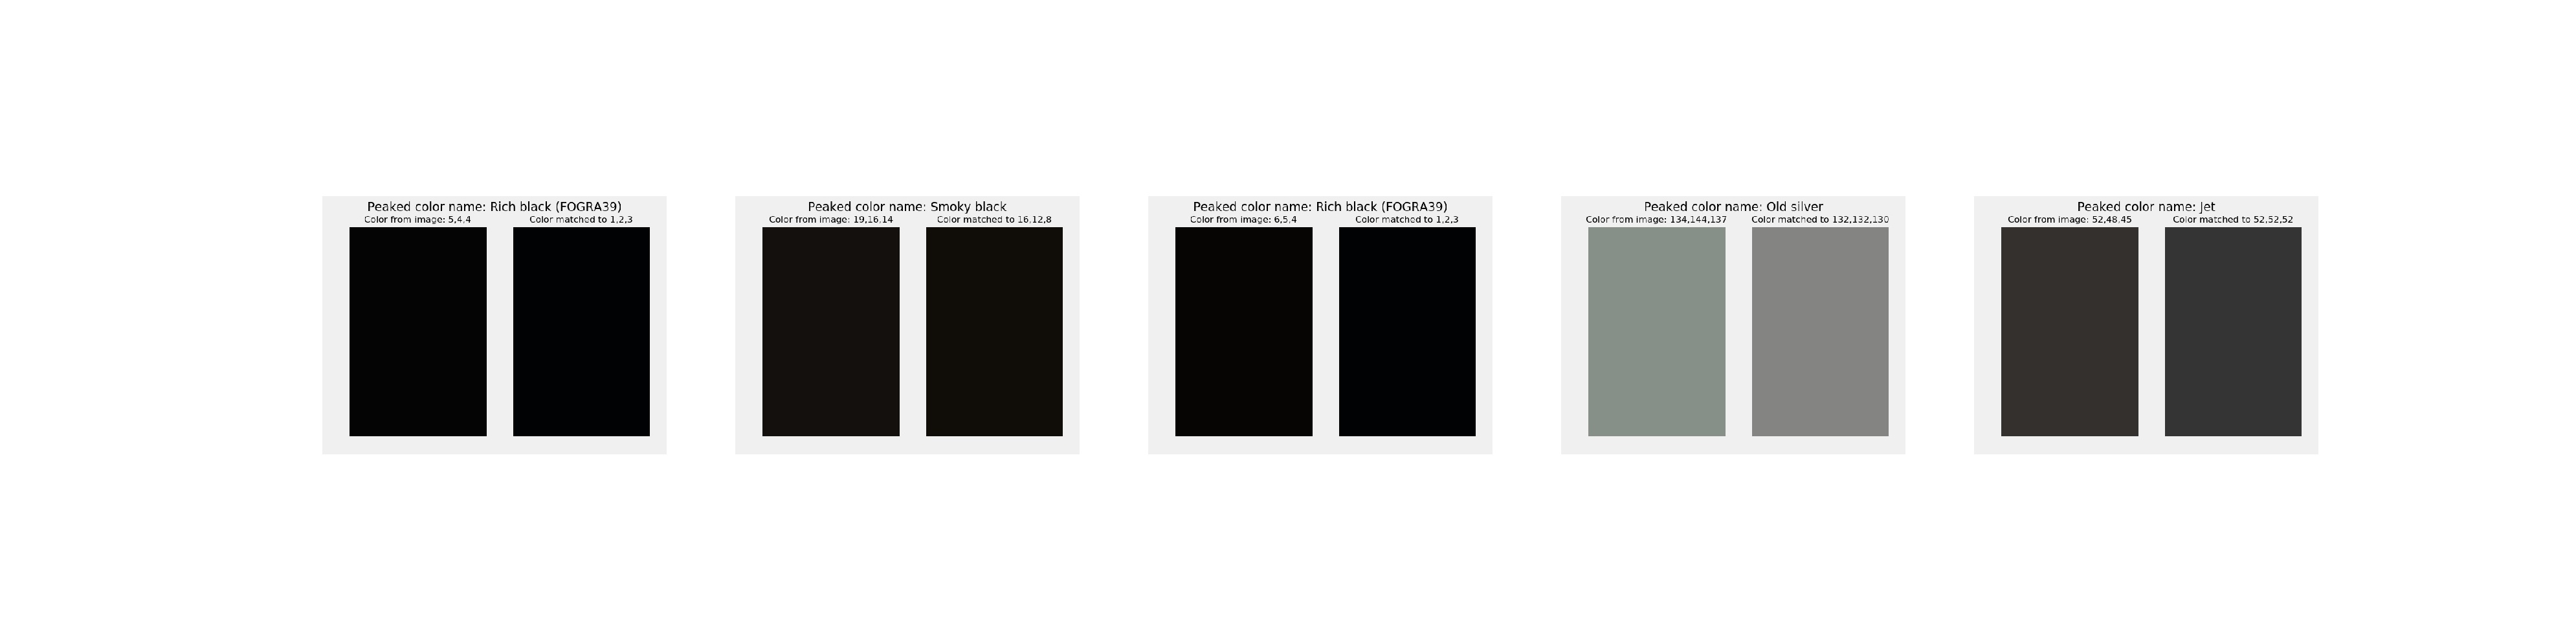 Peaked color name: Rich black (FOGRA39)
Color from image: 5,4,4
Color matched to 1,2,3
Peaked color name: Smoky black
Color from image: 19,16,14
Color matched to 16,12,8
Peaked color name: Rich black (FOGRA39)
Color from image: 6,5,4
Color matched to 1,2,3
Peaked color name: Old silver
Color from image: 134,144,137
Color matched to 132,132,130
Peaked color name: Jet
Color from image: 52,48,45
Color matched to 52,52,52